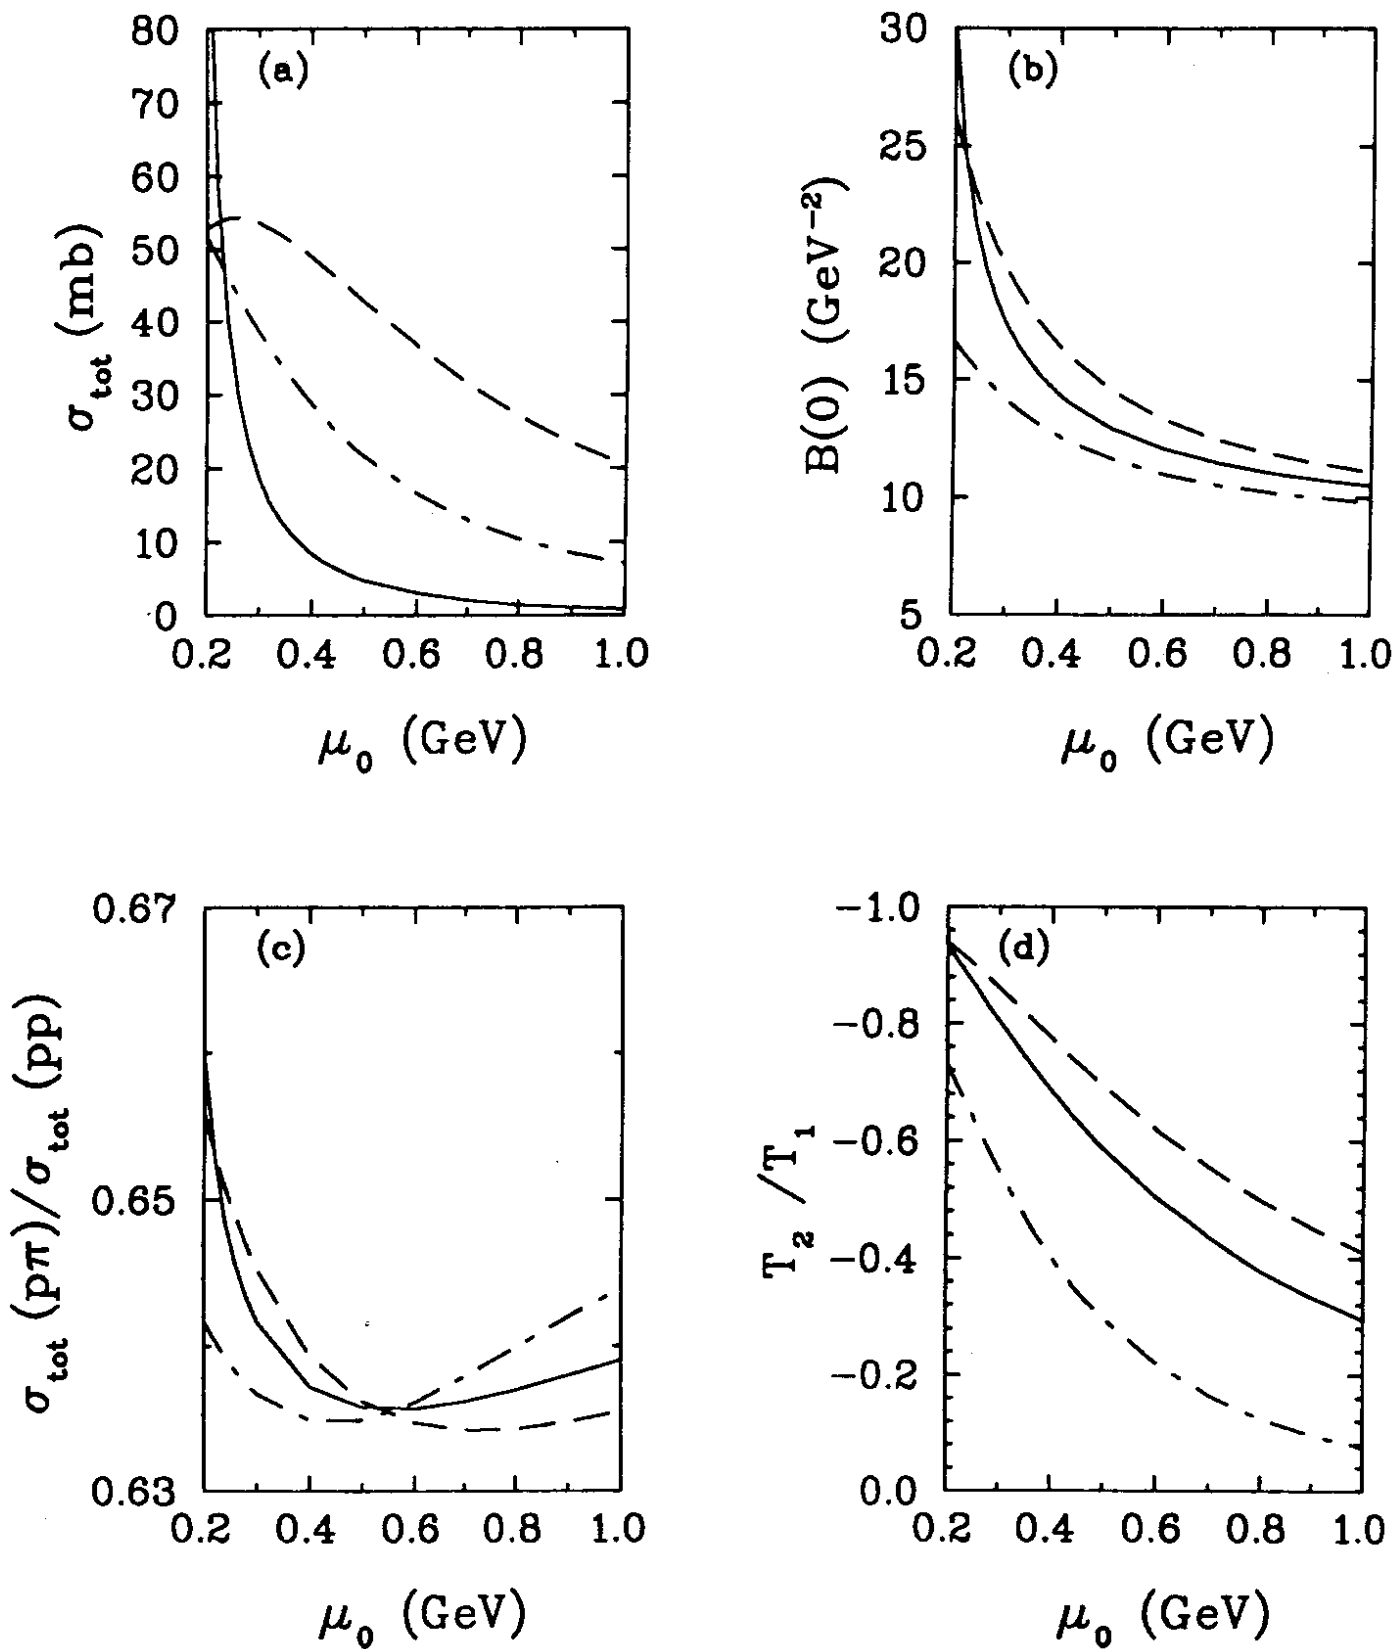 (a)
80
70
60
50
40
30
20
10
0
σ_tot (mb)
0.2 0.4 0.6 0.8 1.0
μ_0 (GeV)
(b)
30
25
20
15
10
5
B(0) (GeV^-2)
0.2 0.4 0.6 0.8 1.0
μ_0 (GeV)
(c)
0.67
0.65
0.63
σ_tot (pπ)/σ_tot (pp)
0.2 0.4 0.6 0.8 1.0
μ_0 (GeV)
(d)
-1.0
-0.8
-0.6
-0.4
-0.2
0.0
T_2 /T_1
0.2 0.4 0.6 0.8 1.0
μ_0 (GeV)